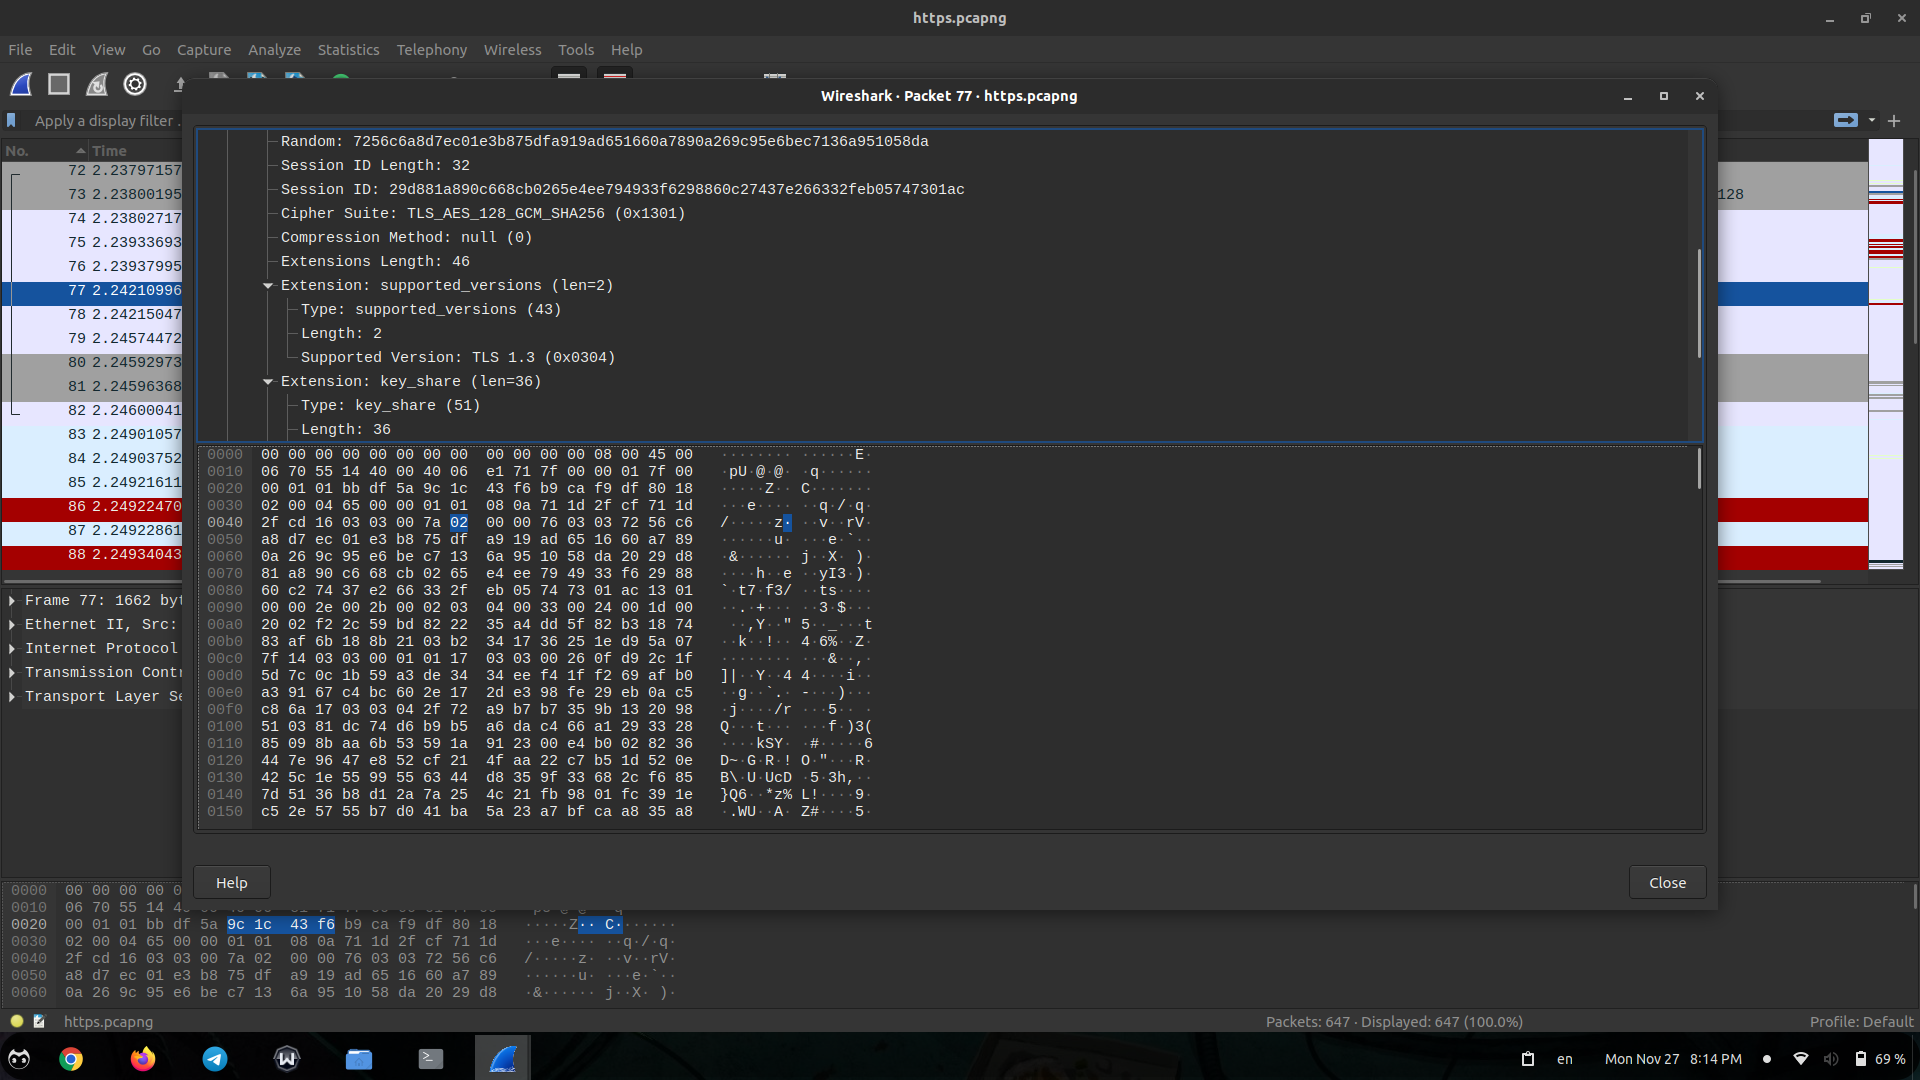 https.pcapng
File Edit View Go Capture Analyze Statistics Telephony Wireless Tools Help
Wireshark · Packet 77 · https.pcapng
Apply a display filter
No. Time
72 2.23797157
73 2.23800195
128
74 2.23802717
75 2.23933693
76 2.23937995
77 2.24210996
78 2.24215047
79 2.24574472
80 2.24592973
81 2.24596368
82 2.24600041
83 2.24901057
84 2.24903752
85 2.24921611
86 2.24922470
87 2.24922861
88 2.24934043
Random: 7256c6a8d7ec01e3b875dfa919ad651660a7890a269c95e6bec7136a951058da
Session ID Length: 32
Session ID: 29d881a890c668cb0265e4ee794933f6298860c27437e266332feb05747301ac
Cipher Suite: TLS_AES_128_GCM_SHA256 (0x1301)
Compression Method: null (0)
Extensions Length: 46
Extension: supported_versions (len=2)
Type: supported_versions (43)
Length: 2
Supported Version: TLS 1.3 (0x0304)
Extension: key_share (len=36)
Type: key_share (51)
Length: 36
0000 00 00 00 00 00 00 00 00 00 00 00 00 08 00 45 00 ··············E·
0010 06 70 55 14 40 00 40 06 e1 71 7f 00 00 01 7f 00 ·pU·@·@· ·q······
0020 00 01 01 bb df 5a 9c 1c 43 f6 b9 ca f9 df 80 18 ·····Z·· C·······
0030 02 00 04 65 00 00 01 01 08 0a 71 1d 2f cf 71 1d ···e···· ··q·/·q·
0040 2f cd 16 03 03 00 7a 02 00 00 76 03 03 72 56 c6 /·····z· ··v··rV·
0050 a8 d7 ec 01 e3 b8 75 df a9 19 ad 65 16 60 a7 89 ······u· ···e·`··
0060 0a 26 9c 95 e6 be c7 13 6a 95 10 58 da 20 29 d8 ·&······ j··X· )·
0070 81 a8 90 c6 68 cb 02 65 e4 ee 79 49 33 f6 29 88 ····h··e ··yI3·)·
0080 60 c2 74 37 e2 66 33 2f eb 05 74 73 01 ac 13 01 `·t7·f3/ ··ts····
0090 00 00 2e 00 2b 00 02 03 04 00 33 00 24 00 1d 00 ··.·+··· ··3·$···
00a0 20 02 f2 2c 59 bd 82 22 35 a4 dd 5f 82 b3 18 74 ··,Y··" 5··_···t
00b0 83 af 6b 18 8b 21 03 b2 34 17 36 25 1e d9 5a 07 ··k··!·· 4·6%··Z·
00c0 7f 14 03 03 00 01 01 17 03 03 00 26 0f d9 2c 1f ········ ···&··,·
00d0 5d 7c 0c 1b 59 a3 de 34 34 ee f4 1f f2 69 af b0 ]|··Y··4 4····i··
00e0 a3 91 67 c4 bc 60 2e 17 2d e3 98 fe 29 eb 0a c5 ··g··`.· -···)···
00f0 c8 6a 17 03 03 04 2f 72 a9 b7 b7 35 9b 13 20 98 ·j····/r ···5·· ·
0100 51 03 81 dc 74 d6 b9 b5 a6 da c4 66 a1 29 33 28 Q···t··· ···f·)3(
0110 85 09 8b aa 6b 53 59 1a 91 23 00 e4 b0 02 82 36 ····kSY· ·#·····6
0120 44 7e 96 47 e8 52 cf 21 4f aa 22 c7 b5 1d 52 0e D~·G·R·! O·"···R·
0130 42 5c 1e 55 99 55 63 44 d8 35 9f 33 68 2c f6 85 B\·U·UcD ·5·3h,··
0140 7d 51 36 b8 d1 2a 7a 25 4c 21 fb 98 01 fc 39 1e }Q6··*z% L!····9·
0150 c5 2e 57 55 b7 d0 41 ba 5a 23 a7 bf ca a8 35 a8 ·.WU··A· Z#····5·
Frame 77: 1662 byt
Ethernet II, Src:
Internet Protocol
Transmission Contr
Transport Layer Se
Help Close
0000 00 00 00 00 0
0010 06 70 55 14 4
0020 00 01 01 bb df 5a 9c 1c 43 f6 b9 ca f9 df 80 18 ·····Z·· C·······
0030 02 00 04 65 00 00 01 01 08 0a 71 1d 2f cf 71 1d ···e···· ··q·/·q·
0040 2f cd 16 03 03 00 7a 02 00 00 76 03 03 72 56 c6 /·····z· ··v··rV·
0050 a8 d7 ec 01 e3 b8 75 df a9 19 ad 65 16 60 a7 89 ······u· ···e·`··
0060 0a 26 9c 95 e6 be c7 13 6a 95 10 58 da 20 29 d8 ·&······ j··X· )·
https.pcapng Packets: 647 · Displayed: 647 (100.0%) Profile: Default
en Mon Nov 27 8:14 PM 69 %